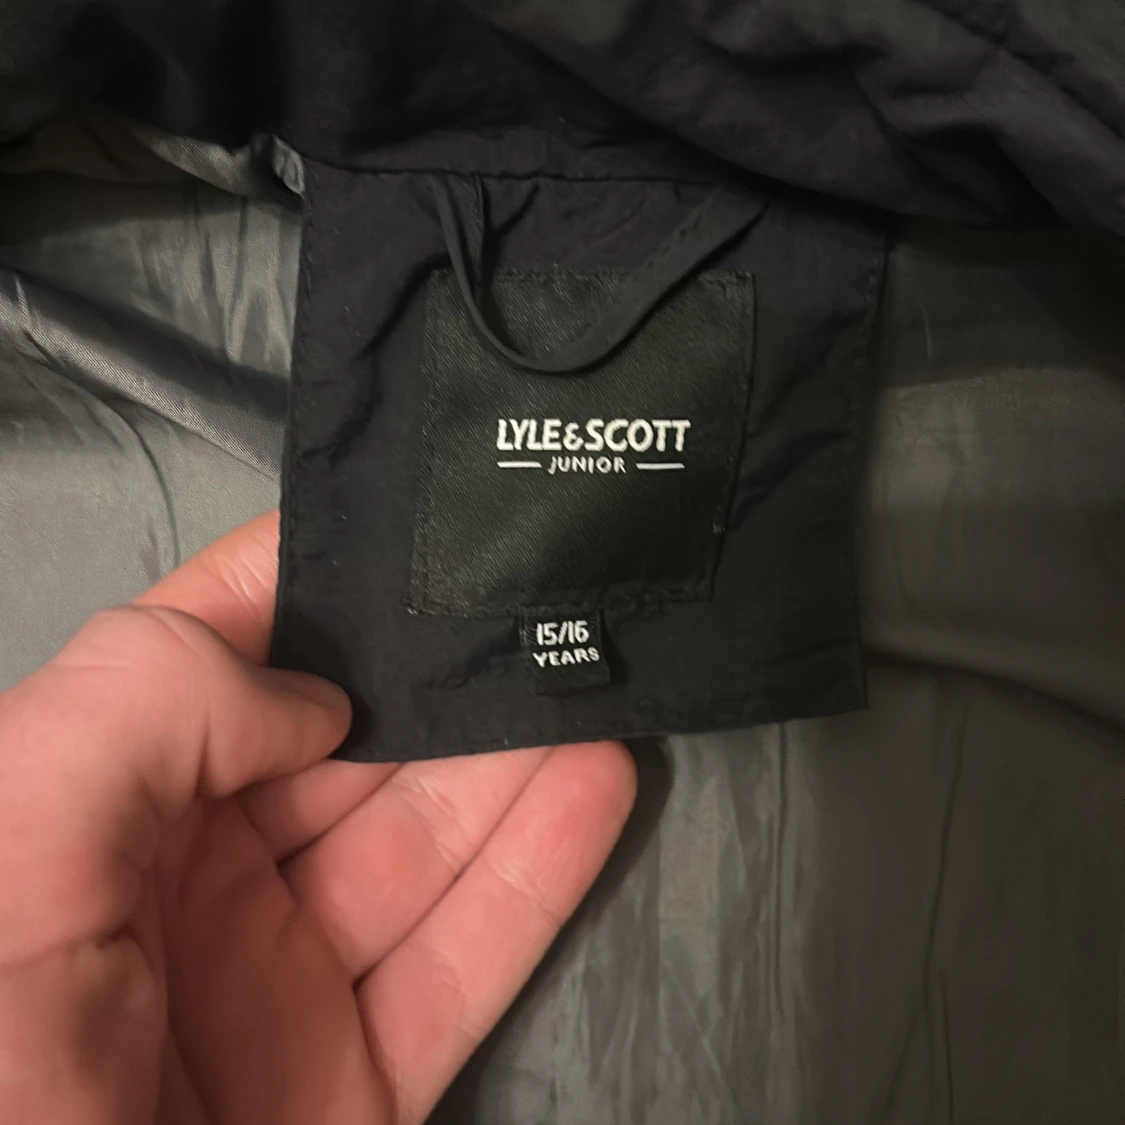 LYLE&SCOTT
JUNIOR
15/16
YEARS